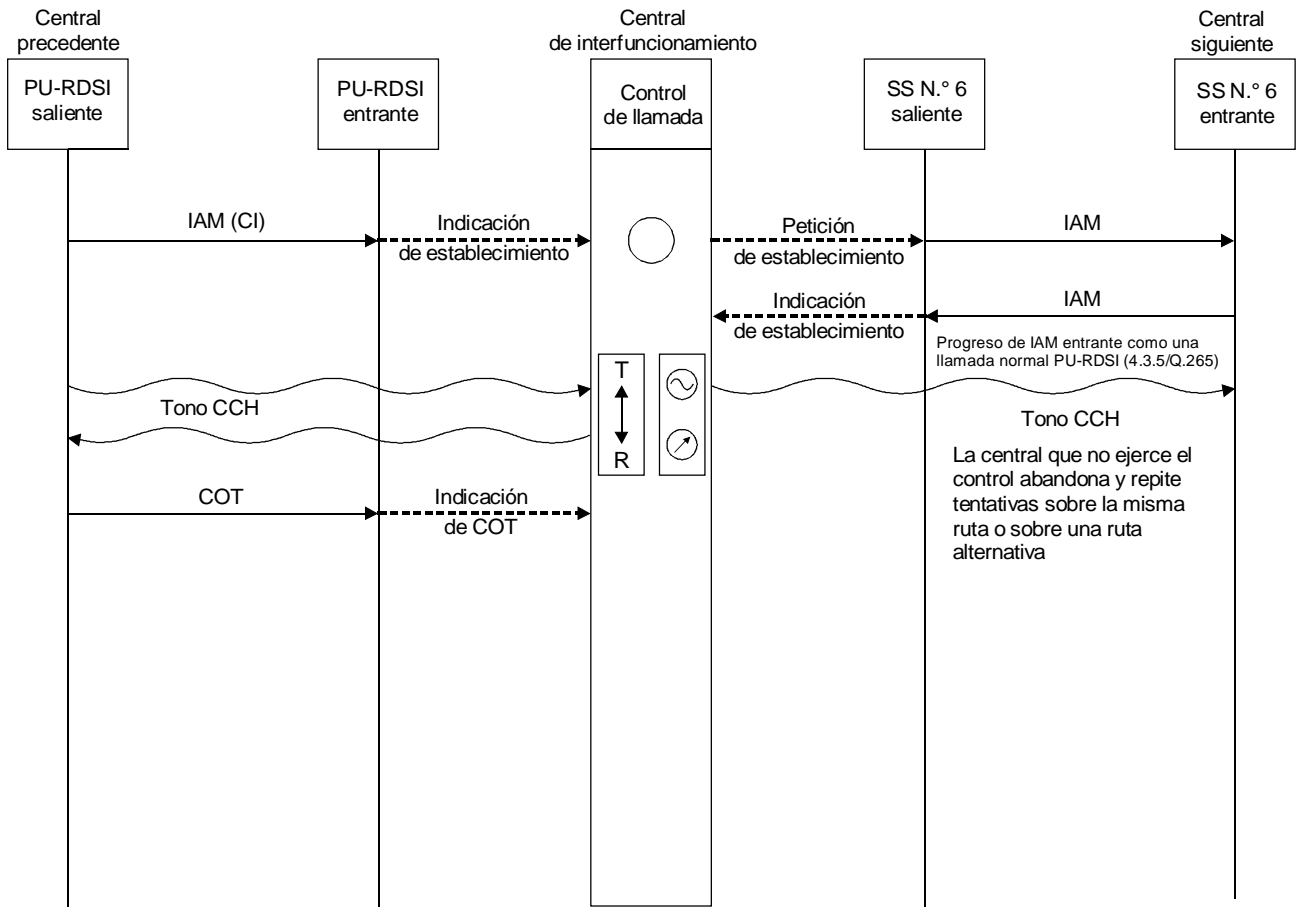 Central
precedente
Central
de interfuncionamiento
Central
siguiente
PU-RDSI
saliente
PU-RDSI
entrante
Control
de llamada
SS N.° 6
saliente
SS N.° 6
entrante
IAM (CI)
Indicación
de establecimiento
Petición
de establecimiento
IAM
Indicación
de establecimiento
IAM
Progreso de IAM entrante como una
llamada normal PU-RDSI (4.3.5/Q.265)
T
R
Tono CCH
Tono CCH
La central que no ejerce el
control abandona y repite
tentativas sobre la misma
ruta o sobre una ruta
alternativa
COT
Indicación
de COT